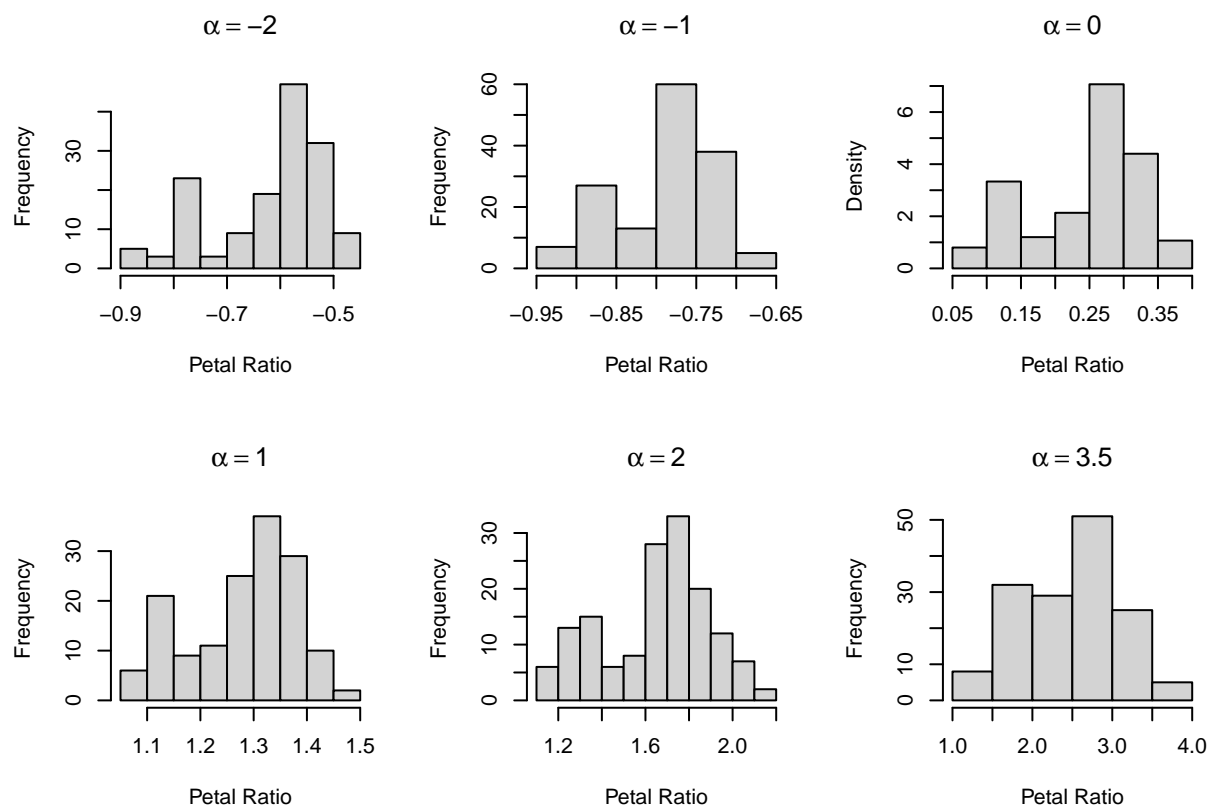 α = −2
Frequency
10
30
0
−0.9
−0.7
−0.5
Petal Ratio
α = −1
Frequency
0
20
40
60
−0.95
−0.85
−0.75
−0.65
Petal Ratio
α = 0
Density
0
2
4
6
0.05
0.15
0.25
0.35
Petal Ratio
α = 1
Frequency
0
10
30
1.1
1.2
1.3
1.4
1.5
Petal Ratio
α = 2
Frequency
0
10
20
30
1.2
1.6
2.0
Petal Ratio
α = 3.5
Frequency
0
10
30
50
1.0
2.0
3.0
4.0
Petal Ratio